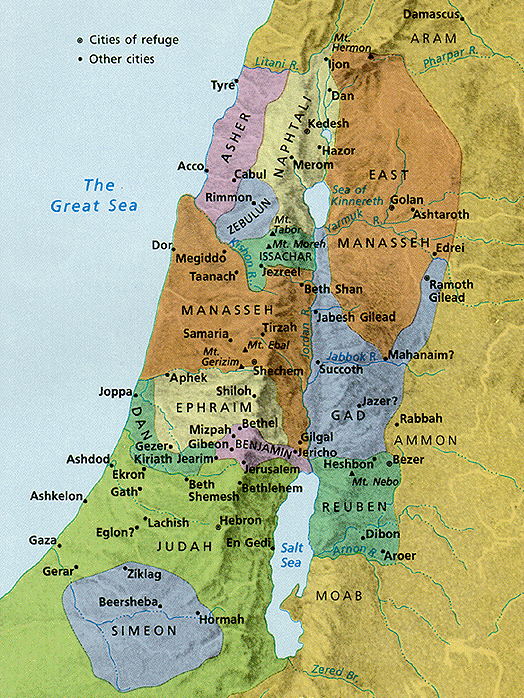 Cities of refuge
Other cities
Damascus
ARAM
Mt.
Hermon
Pharpar R.
Litani R.
Ijon
Tyre
Dan
ASHER
NAPHTALI
Kedesh
Hazor
Merom
EAST
Acco
Cabul
The
Great Sea
Rimmon
Sea of
Kinnereth
Golan
Ashtaroth
ZEBULUN
Mt.
Tabor
Yarmuk R.
MANASSEH
Edrei
Dor
Kishon R.
Mt. Moreh
ISSACHAR
Megiddo
Jezreel
Taanach
Ramoth
Gilead
Beth Shan
MANASSEH
Jabesh Gilead
Jordan R.
Tirzah
Samaria
Mt. Ebal
Mt.
Gerizim
Jabbok R.
Mahanaim?
Shechem
Succoth
Aphek
Joppa
Shiloh
EPHRAIM
Jazer?
GAD
DAN
Bethel
Rabbah
Mizpah
Gibeon
BENJAMIN
Gilgal
Jericho
AMMON
Gezer
Kiriath Jearim
Ashdod
Ekron
Jerusalem
Heshbon
Bezer
Mt. Nebo
Gath
Beth
Shemesh
Bethlehem
Ashkelon
REUBEN
Lachish
Hebron
Eglon?
Dibon
Gaza
JUDAH
En Gedi
Salt
Sea
Arnon R.
Aroer
Gerar
Ziklag
MOAB
Beersheba
Hormah
SIMEON
Zered Br.